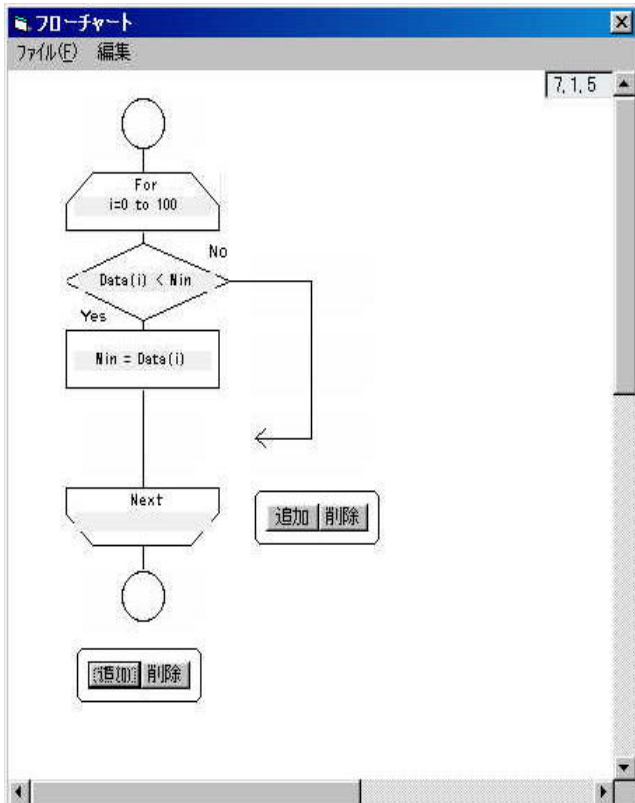 フローチャート
ファイル(F) 編集
7,1,5
For
i=0 to 100
No
Data(i) < Min
Yes
Min = Data(i)
Next
追加 削除
追加 削除